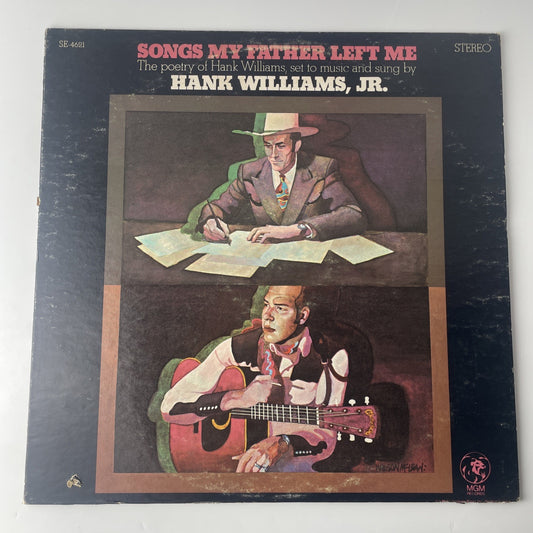 SE-4621
SONGS MY FATHER LEFT ME
STEREO
The poetry of Hank Williams, set to music and sung by
HANK WILLIAMS, JR.
MGM
RECORDS